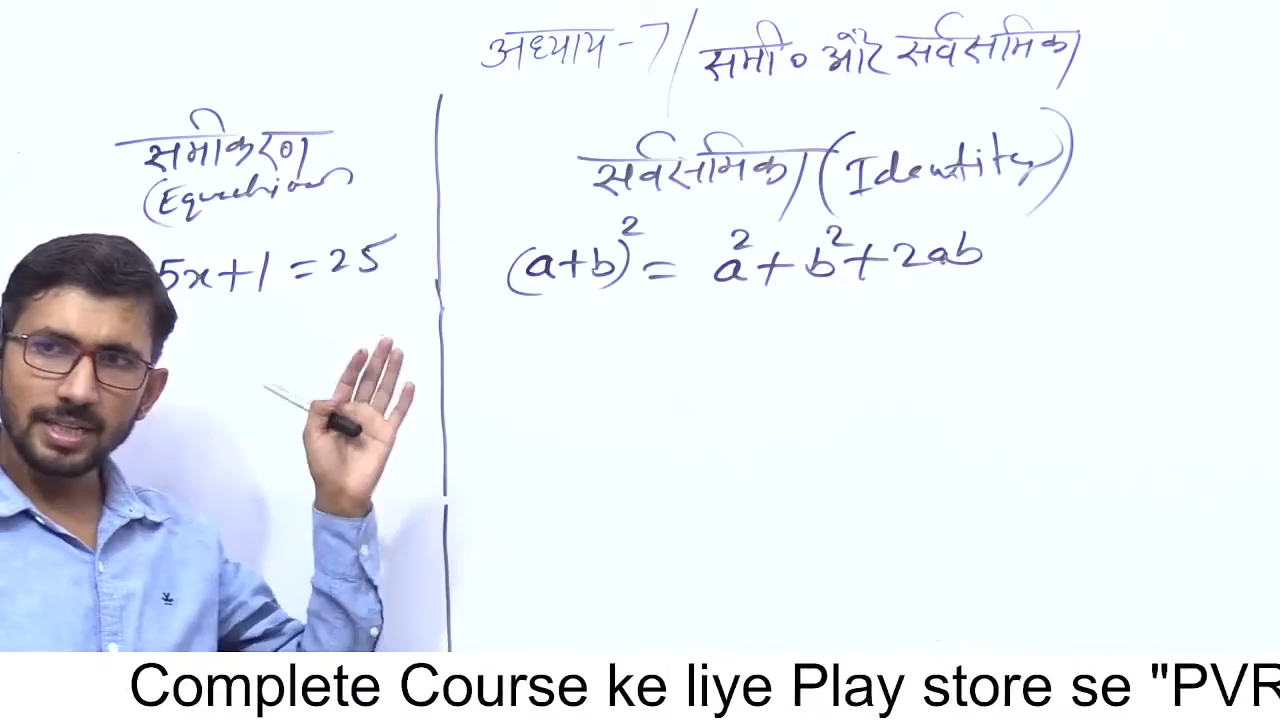 अध्याय - 7 / समी० और सर्वसमिका
समीकरण
(Equation)
5x+1 = 25
सर्वसमिका (Identity)
(a+b)² = a² + b² + 2ab
Complete Course ke liye Play store se "PVR